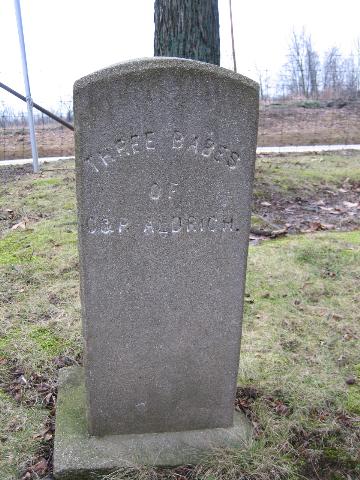 THREE BABES
OF
C&P. ALDRICH.